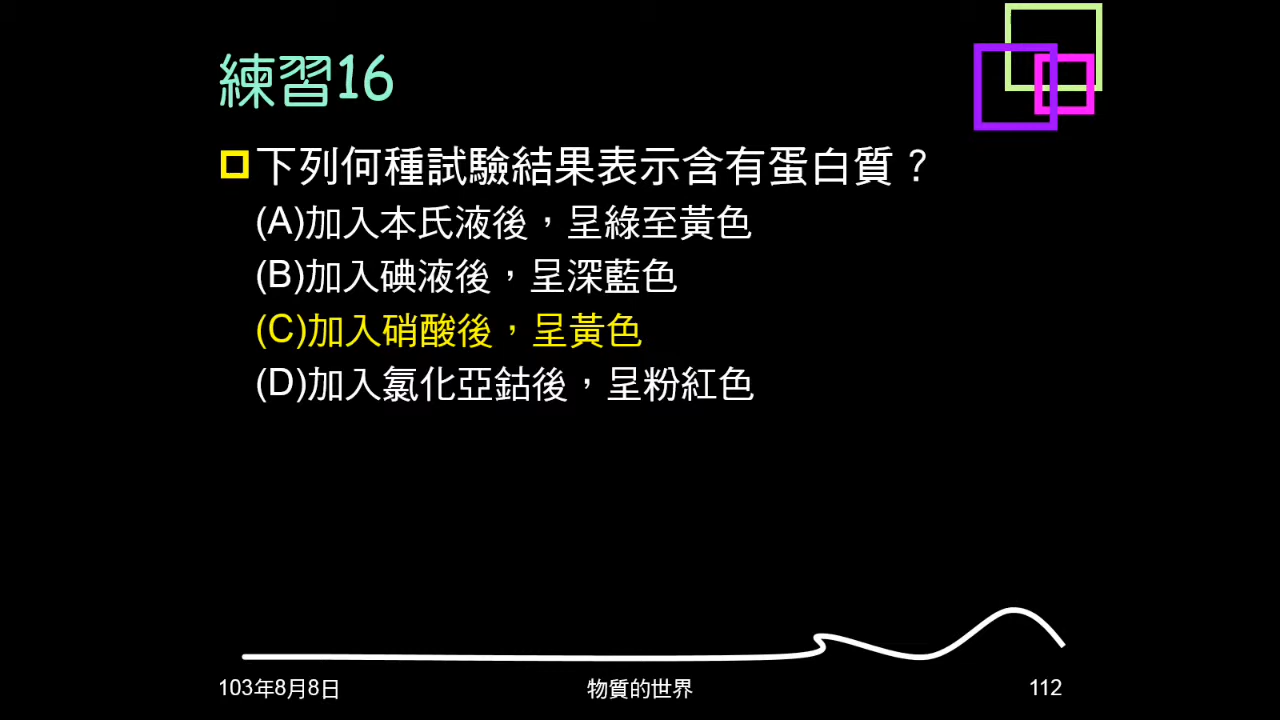 練習16
下列何種試驗結果表示含有蛋白質？
(A)加入本氏液後，呈綠至黃色
(B)加入碘液後，呈深藍色
(C)加入硝酸後，呈黃色
(D)加入氯化亞鈷後，呈粉紅色
103年8月8日
物質的世界
112